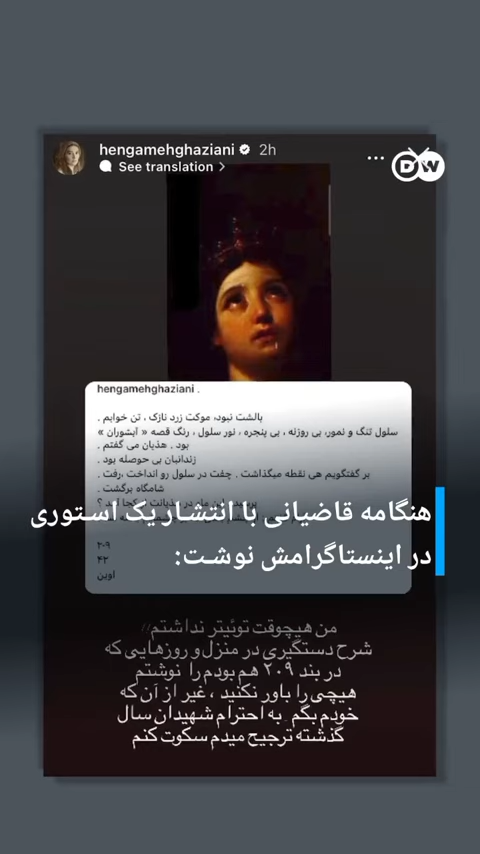 hengamehghaziani 2h
See translation >
DW
hengamehghaziani .
بالشت نبود، موکت زرد نازک ، تن خوابم .
سلول تنگ و نمور، بی روزنه ، بی پنجره ، نور سلول ، رنگ قصه « آبشوران »
بود . هذیان می گفتم .
زندانبان بی حوصله بود .
بر گفتگویم هی نقطه میگذاشت . چفت در سلول رو انداخت ،رفت .
شامگاه برگشت .
هنگامه قاضیانی با انتشار یک استوری
در اینستاگرامش نوشت:
۲۰۹
۴۲
اوین
من هیچوقت توئیتر نداشتم//
شرح دستگیری در منزل و روزهایی که
در بند ۲۰۹ هم بودم را ننوشتم
هیچی را باور نکنید ، غیر از آن که
خودم بگم . به احترام شهیدان سال
گذشته ترجیح میدم سکوت کنم